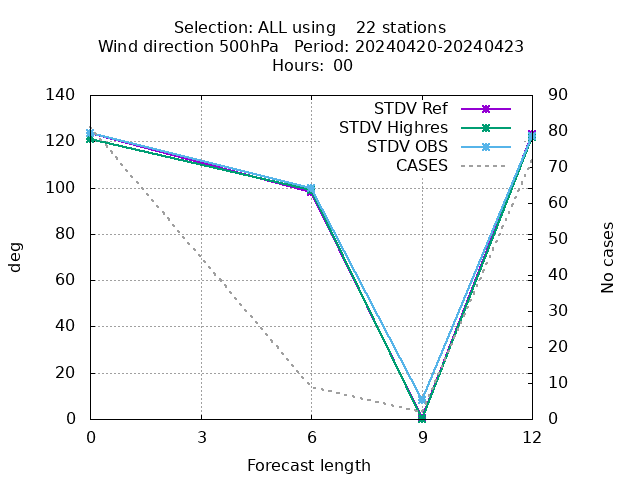 Selection: ALL using    22 stations
Wind direction 500hPa   Period: 20240420-20240423
Hours:  00
STDV Ref
STDV Highres
STDV OBS
CASES
140
120
100
80
60
40
20
0
90
80
70
60
50
40
30
20
10
0
deg
No cases
0 3 6 9 12
Forecast length